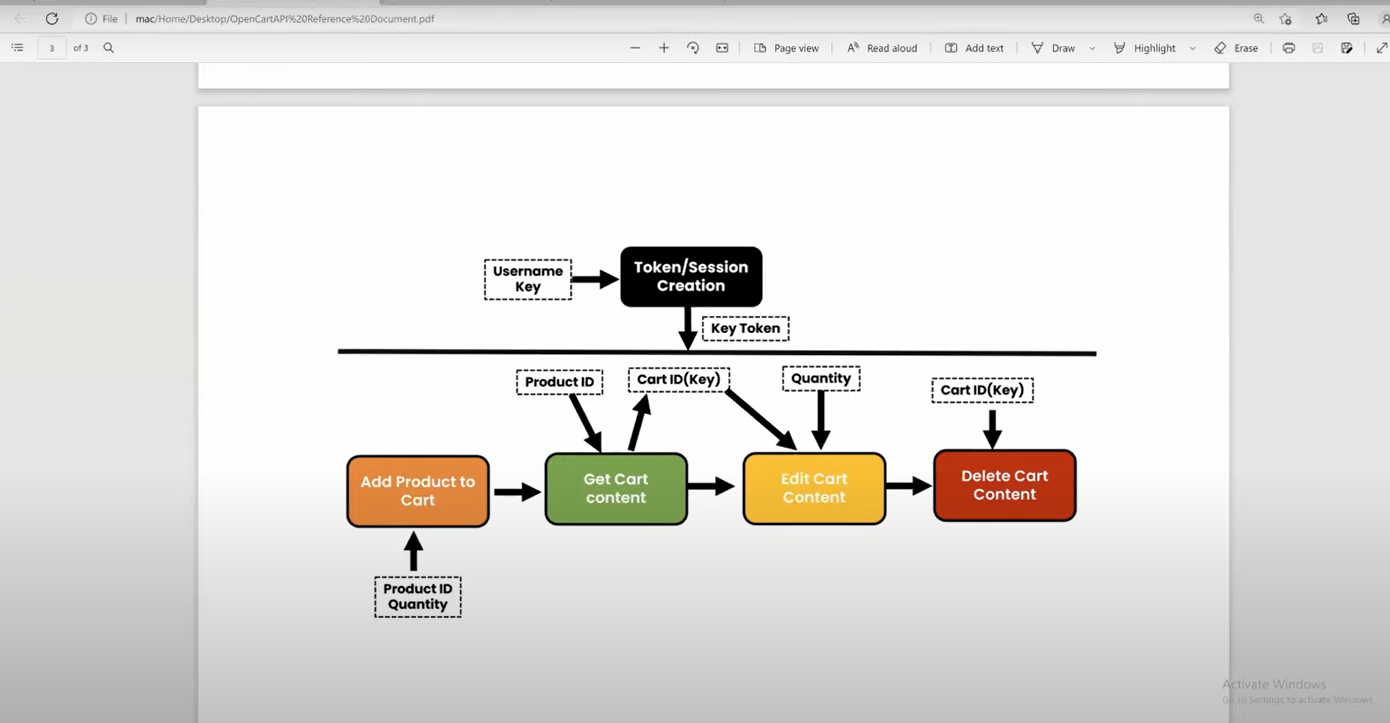 File
mac/Home/Desktop/OpenCartAPI%20Reference%20Document.pdf
3
of 3
Page view
Read aloud
Add text
Draw
Highlight
Erase
Username
Key
Token/Session
Creation
Key Token
Product ID
Cart ID(Key)
Quantity
Cart ID(Key)
Add Product to
Cart
Get Cart
content
Edit Cart
Content
Delete Cart
Content
Product ID
Quantity
Activate Windows
Go to Settings to activate Windows.